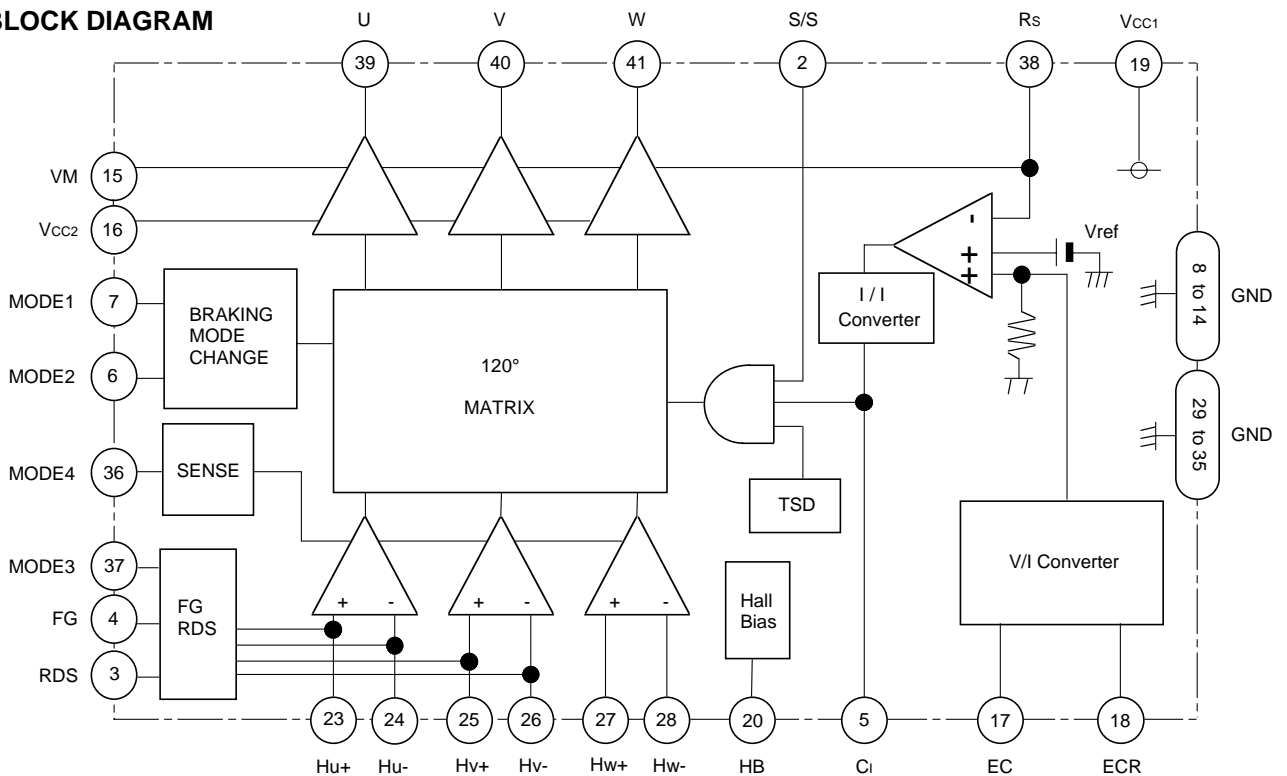 BLOCK DIAGRAM
U
V
W
S/S
Rs
VCC1
39
40
41
2
38
19
VM
15
VCC2
16
MODE1
7
BRAKING
MODE
CHANGE
MODE2
6
120°
MATRIX
I / I
Converter
-
+
+
Vref
8 to 14
GND
29 to 35
GND
MODE4
36
SENSE
TSD
MODE3
37
FG
4
RDS
3
FG
RDS
+
-
+
-
+
-
Hall
Bias
V/I Converter
23
24
25
26
27
28
20
5
17
18
Hu+
Hu-
Hv+
Hv-
Hw+
Hw-
HB
CI
EC
ECR